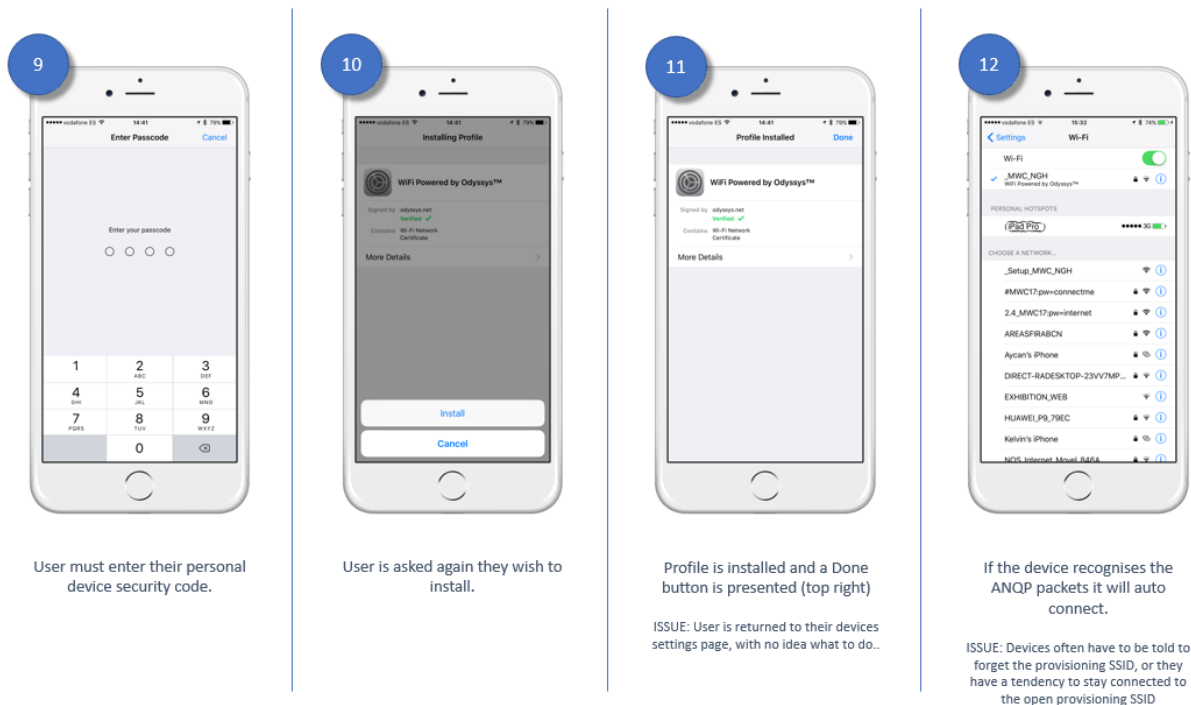 9
vodafone ES 14:41 79%
Enter Passcode Cancel
Enter your passcode
1 2 3
ABC DEF
4 5 6
GHI JKL MNO
7 8 9
PQRS TUV WXYZ
0
User must enter their personal
device security code.
10
vodafone ES 14:41 79%
Installing Profile
WiFi Powered by Odyssys™
Signed by odyssys.net
Verified ✓
Contains Wi-Fi Network
Certificate
More Details
Install
Cancel
User is asked again they wish to
install.
11
vodafone ES 14:41 79%
Profile Installed Done
WiFi Powered by Odyssys™
Signed by odyssys.net
Verified ✓
Contains Wi-Fi Network
Certificate
More Details
Profile is installed and a Done
button is presented (top right)
ISSUE: User is returned to their devices
settings page, with no idea what to do..
12
vodafone ES 15:32 74%
Settings Wi-Fi
Wi-Fi
_MWC_NGH
WiFi Powered by Odyssys™
PERSONAL HOTSPOTS
(iPad Pro) 3G
CHOOSE A NETWORK...
_Setup_MWC_NGH
#MWC17:pw=connectme
2.4_MWC17:pw=internet
AREASFIRABCN
Aycan's iPhone
DIRECT-RADESKTOP-23VV7MP...
EXHIBITION_WEB
HUAWEI_P9_79EC
Kelvin's iPhone
NOS_Internet_Movel_846A
If the device recognises the
ANQP packets it will auto
connect.
ISSUE: Devices often have to be told to
forget the provisioning SSID, or they
have a tendency to stay connected to
the open provisioning SSID